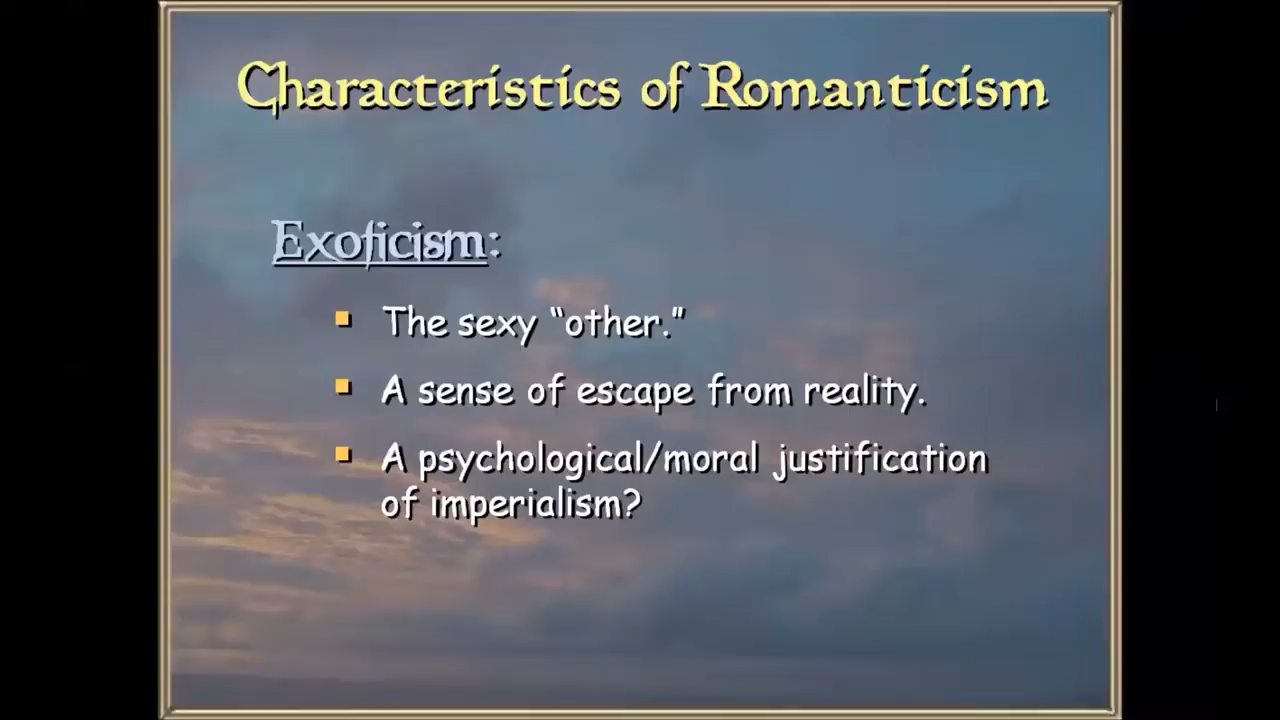 Characteristics of Romanticism
Exoticism:
The sexy “other.”
A sense of escape from reality.
A psychological/moral justification
of imperialism?